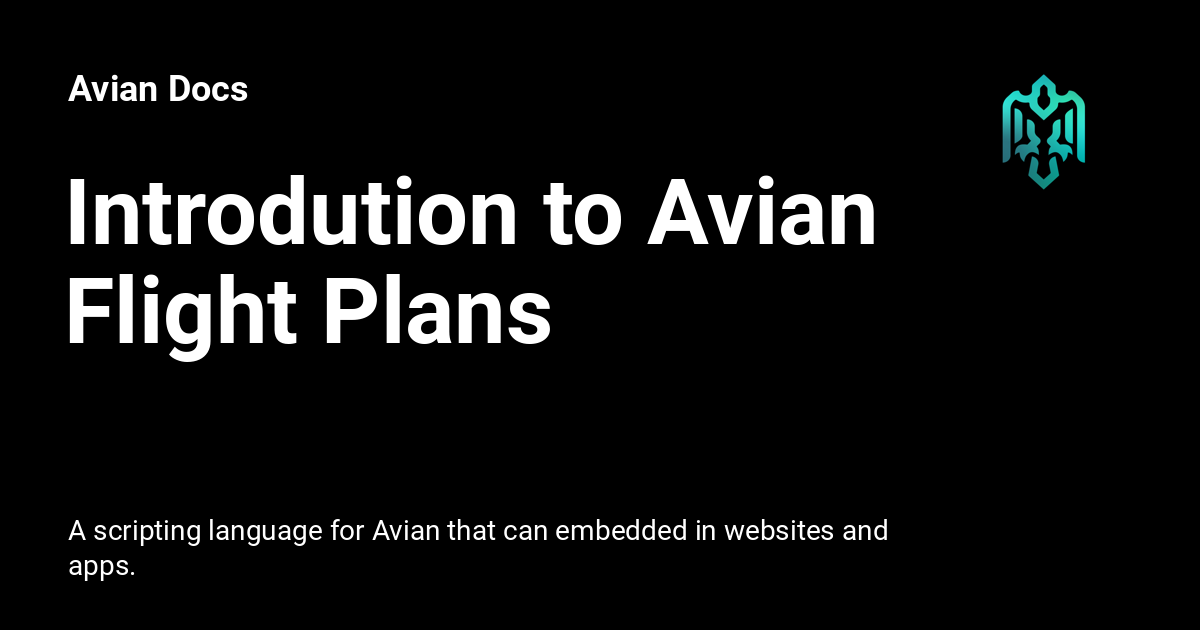 Avian Docs
Introdution to Avian
Flight Plans
A scripting language for Avian that can embedded in websites and
apps.